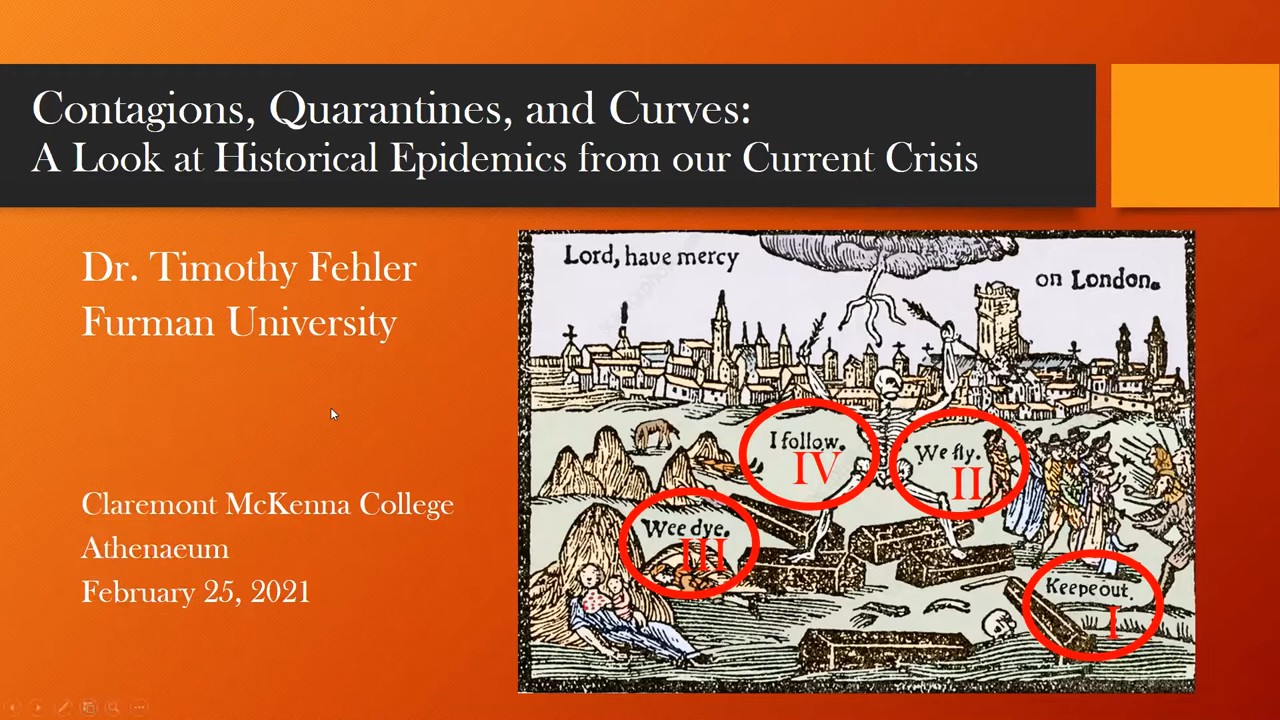 Contagions, Quarantines, and Curves:
A Look at Historical Epidemics from our Current Crisis
Dr. Timothy Fehler
Furman University
Claremont McKenna College
Athenaeum
February 25, 2021
Lord, haue mercy
on London.
I follow.
IV
We fly.
II
Wee dye.
III
Keepe out.
I